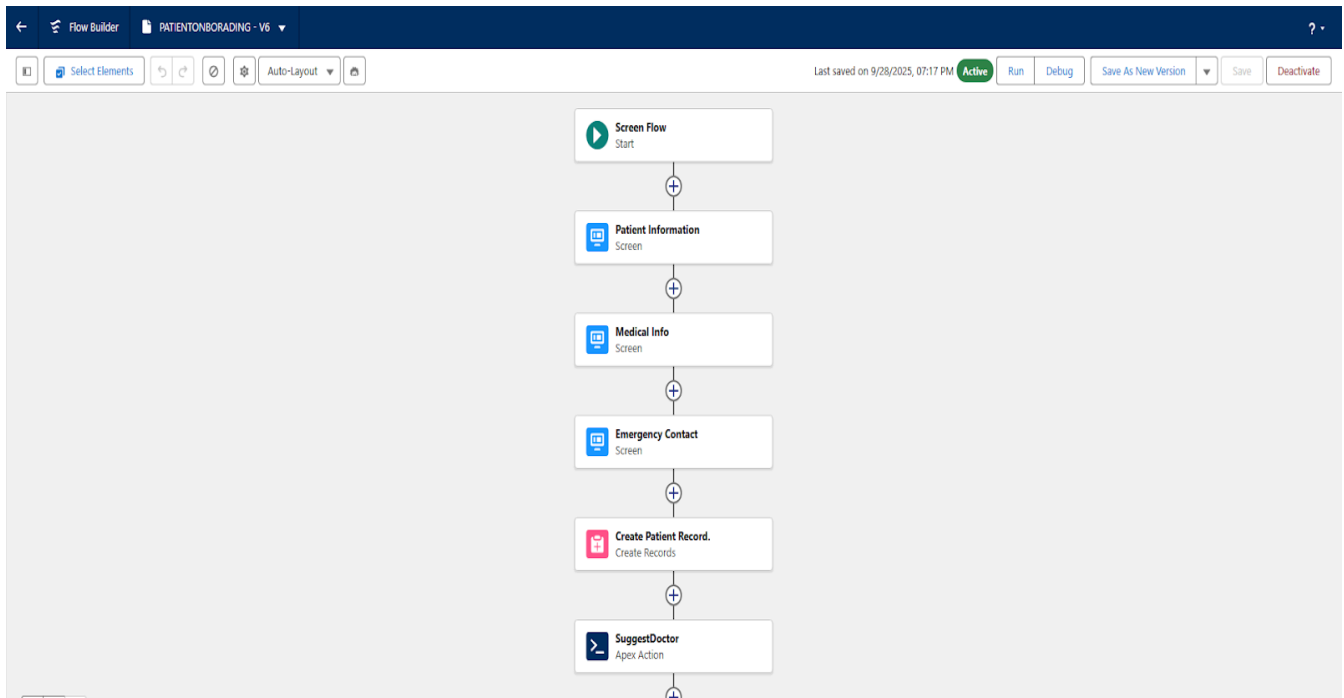 Flow Builder PATIENTONBORADING - V6 ?
Select Elements Auto-Layout Last saved on 9/28/2025, 07:17 PM Active Run Debug Save As New Version Save Deactivate
Screen Flow
Start
Patient Information
Screen
Medical Info
Screen
Emergency Contact
Screen
Create Patient Record.
Create Records
SuggestDoctor
Apex Action